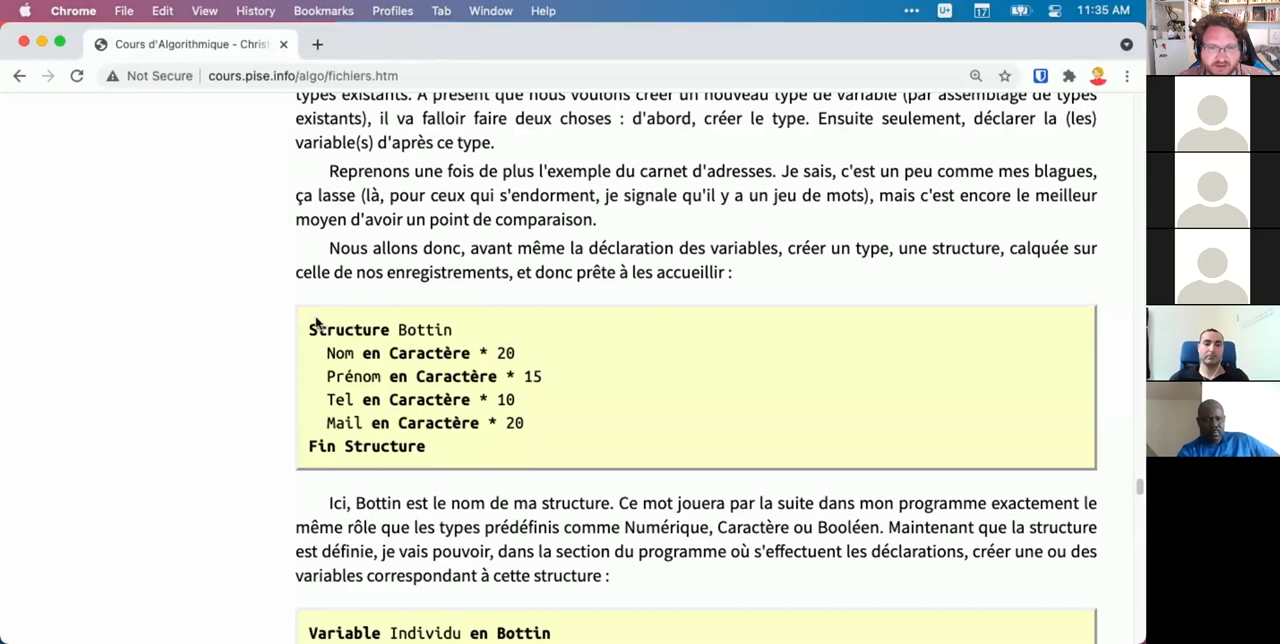 Chrome File Edit View History Bookmarks Profiles Tab Window Help ••• U+ 17 11:35 AM
Cours d'Algorithmique - Christ
Not Secure cours.pise.info/algo/fichiers.htm
types existants. A présent que nous voulons créer un nouveau type de variable (par assemblage de types
existants), il va falloir faire deux choses : d'abord, créer le type. Ensuite seulement, déclarer la (les)
variable(s) d'après ce type.
Reprenons une fois de plus l'exemple du carnet d'adresses. Je sais, c'est un peu comme mes blagues,
ça lasse (là, pour ceux qui s'endorment, je signale qu'il y a un jeu de mots), mais c'est encore le meilleur
moyen d'avoir un point de comparaison.
Nous allons donc, avant même la déclaration des variables, créer un type, une structure, calquée sur
celle de nos enregistrements, et donc prête à les accueillir :
Structure Bottin
Nom en Caractère * 20
Prénom en Caractère * 15
Tel en Caractère * 10
Mail en Caractère * 20
Fin Structure
Ici, Bottin est le nom de ma structure. Ce mot jouera par la suite dans mon programme exactement le
même rôle que les types prédéfinis comme Numérique, Caractère ou Booléen. Maintenant que la structure
est définie, je vais pouvoir, dans la section du programme où s'effectuent les déclarations, créer une ou des
variables correspondant à cette structure :
Variable Individu en Bottin